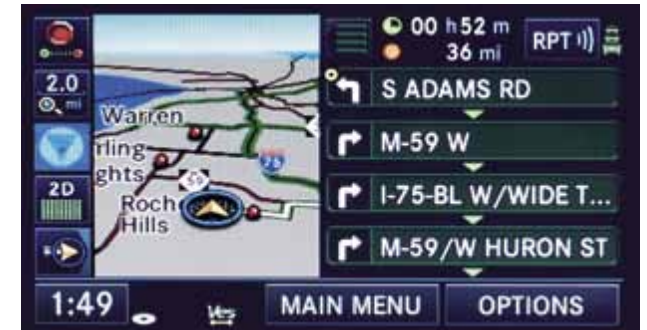 00 h 52 m
36 mi
RPT
2.0
mi
S ADAMS RD
Warren
rling
ghts
M-59 W
75
59
2D
Roch
Hills
I-75-BL W/WIDE T...
M-59/W HURON ST
1:49
Yes
MAIN MENU
OPTIONS